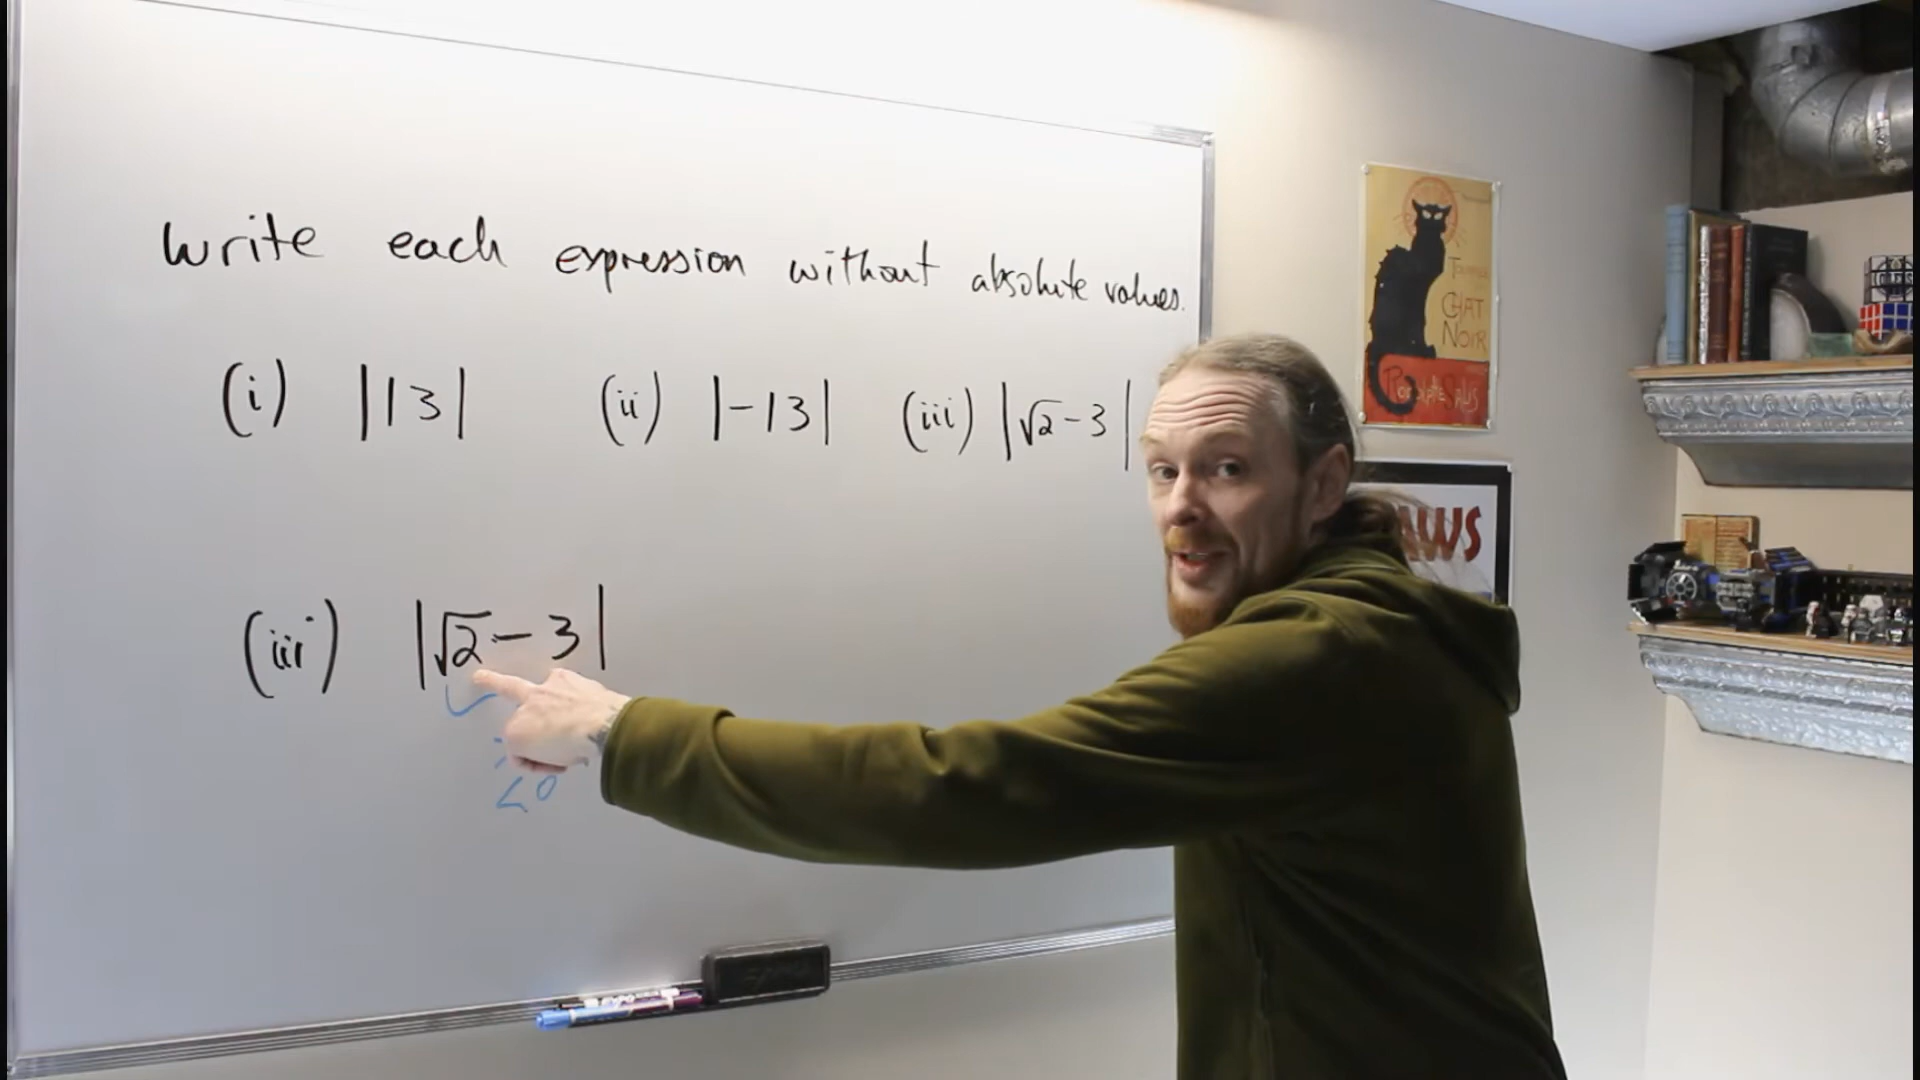 write each expression without absolute values.
(i) |13| (ii) |-13| (iii) |√2-3|
(iii) |√2-3|
<0
CHAT
NOIR
AWS